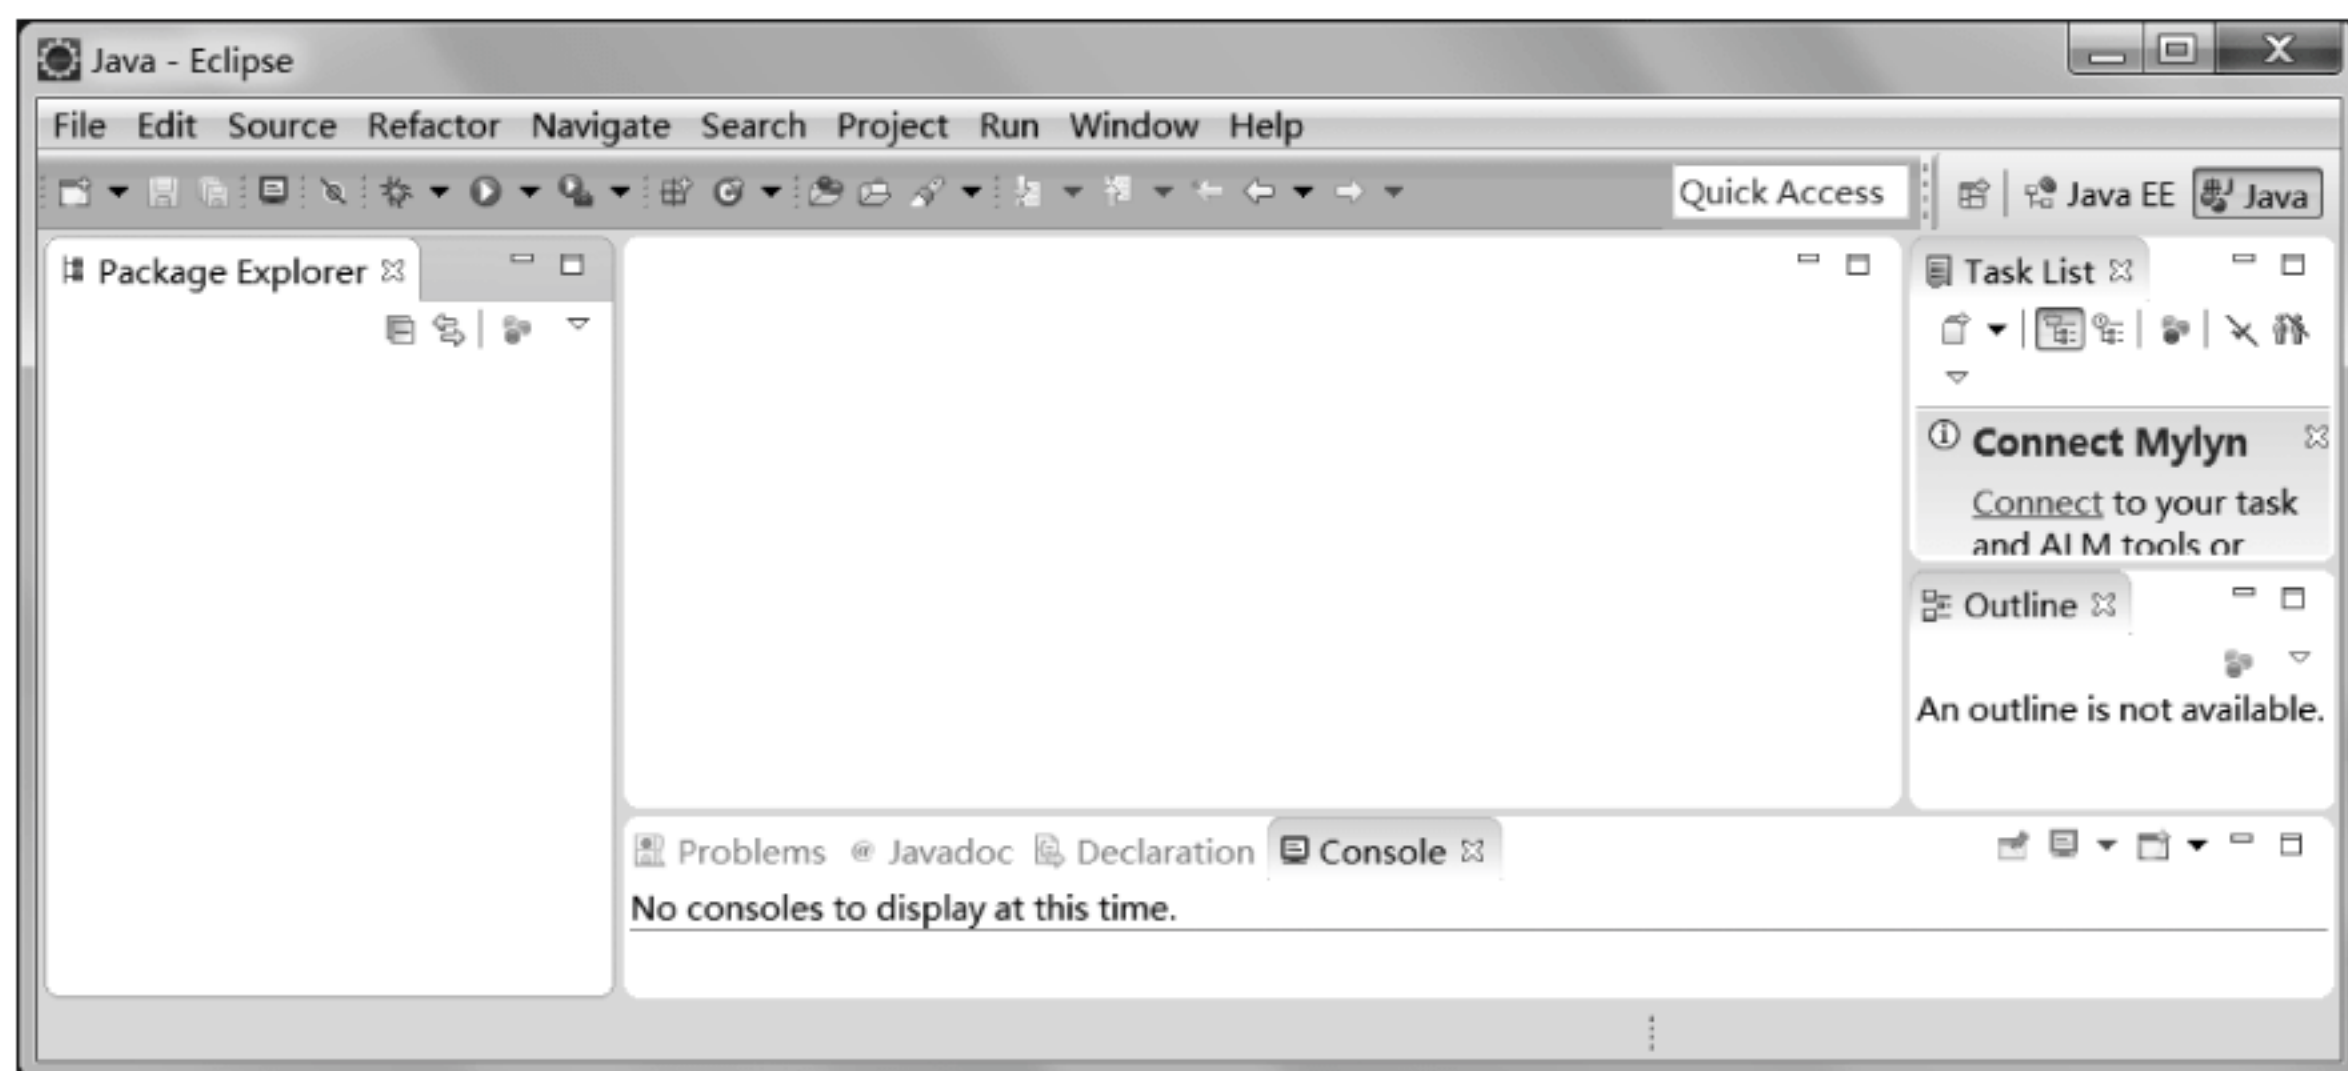 Java - Eclipse
File Edit Source Refactor Navigate Search Project Run Window Help
Quick Access Java EE Java
Package Explorer
Task List
Connect Mylyn
Connect to your task
and ALM tools or
Outline
An outline is not available.
Problems @ Javadoc Declaration Console
No consoles to display at this time.